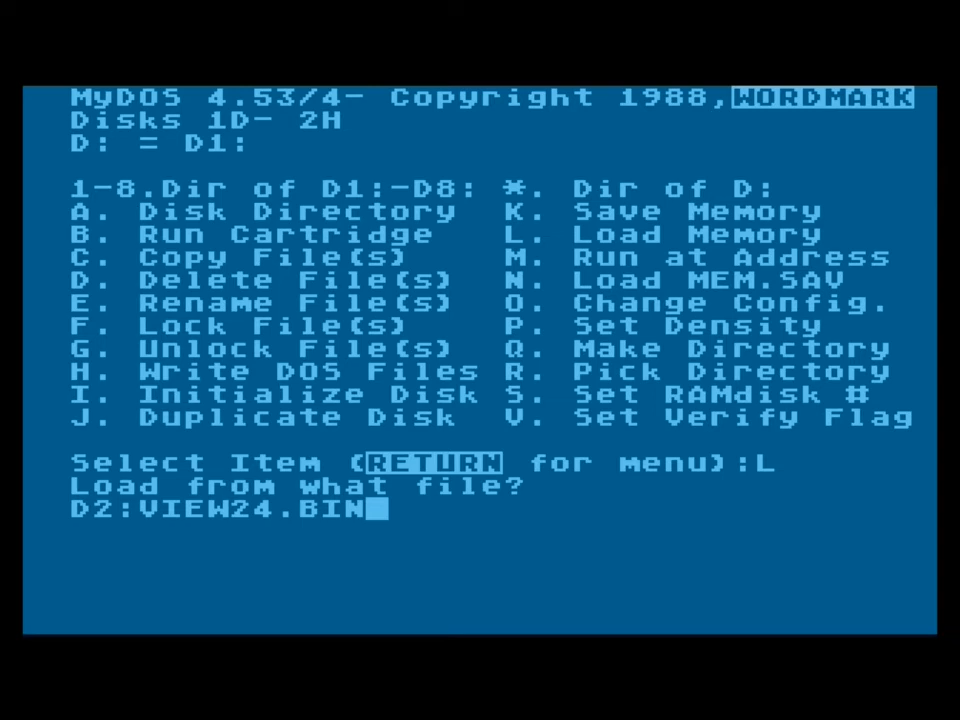 MyDOS 4.53/4- Copyright 1988,WORDMARK
Disks 1D- 2H
D: = D1:
1-8.Dir of D1:-D8: *. Dir of D:
A. Disk Directory K. Save Memory
B. Run Cartridge L. Load Memory
C. Copy File(s) M. Run at Address
D. Delete File(s) N. Load MEM.SAV
E. Rename File(s) O. Change Config.
F. Lock File(s) P. Set Density
G. Unlock File(s) Q. Make Directory
H. Write DOS Files R. Pick Directory
I. Initialize Disk S. Set RAMdisk #
J. Duplicate Disk V. Set Verify Flag
Select Item (RETURN for menu):L
Load from what file?
D2:VIEW24.BIN